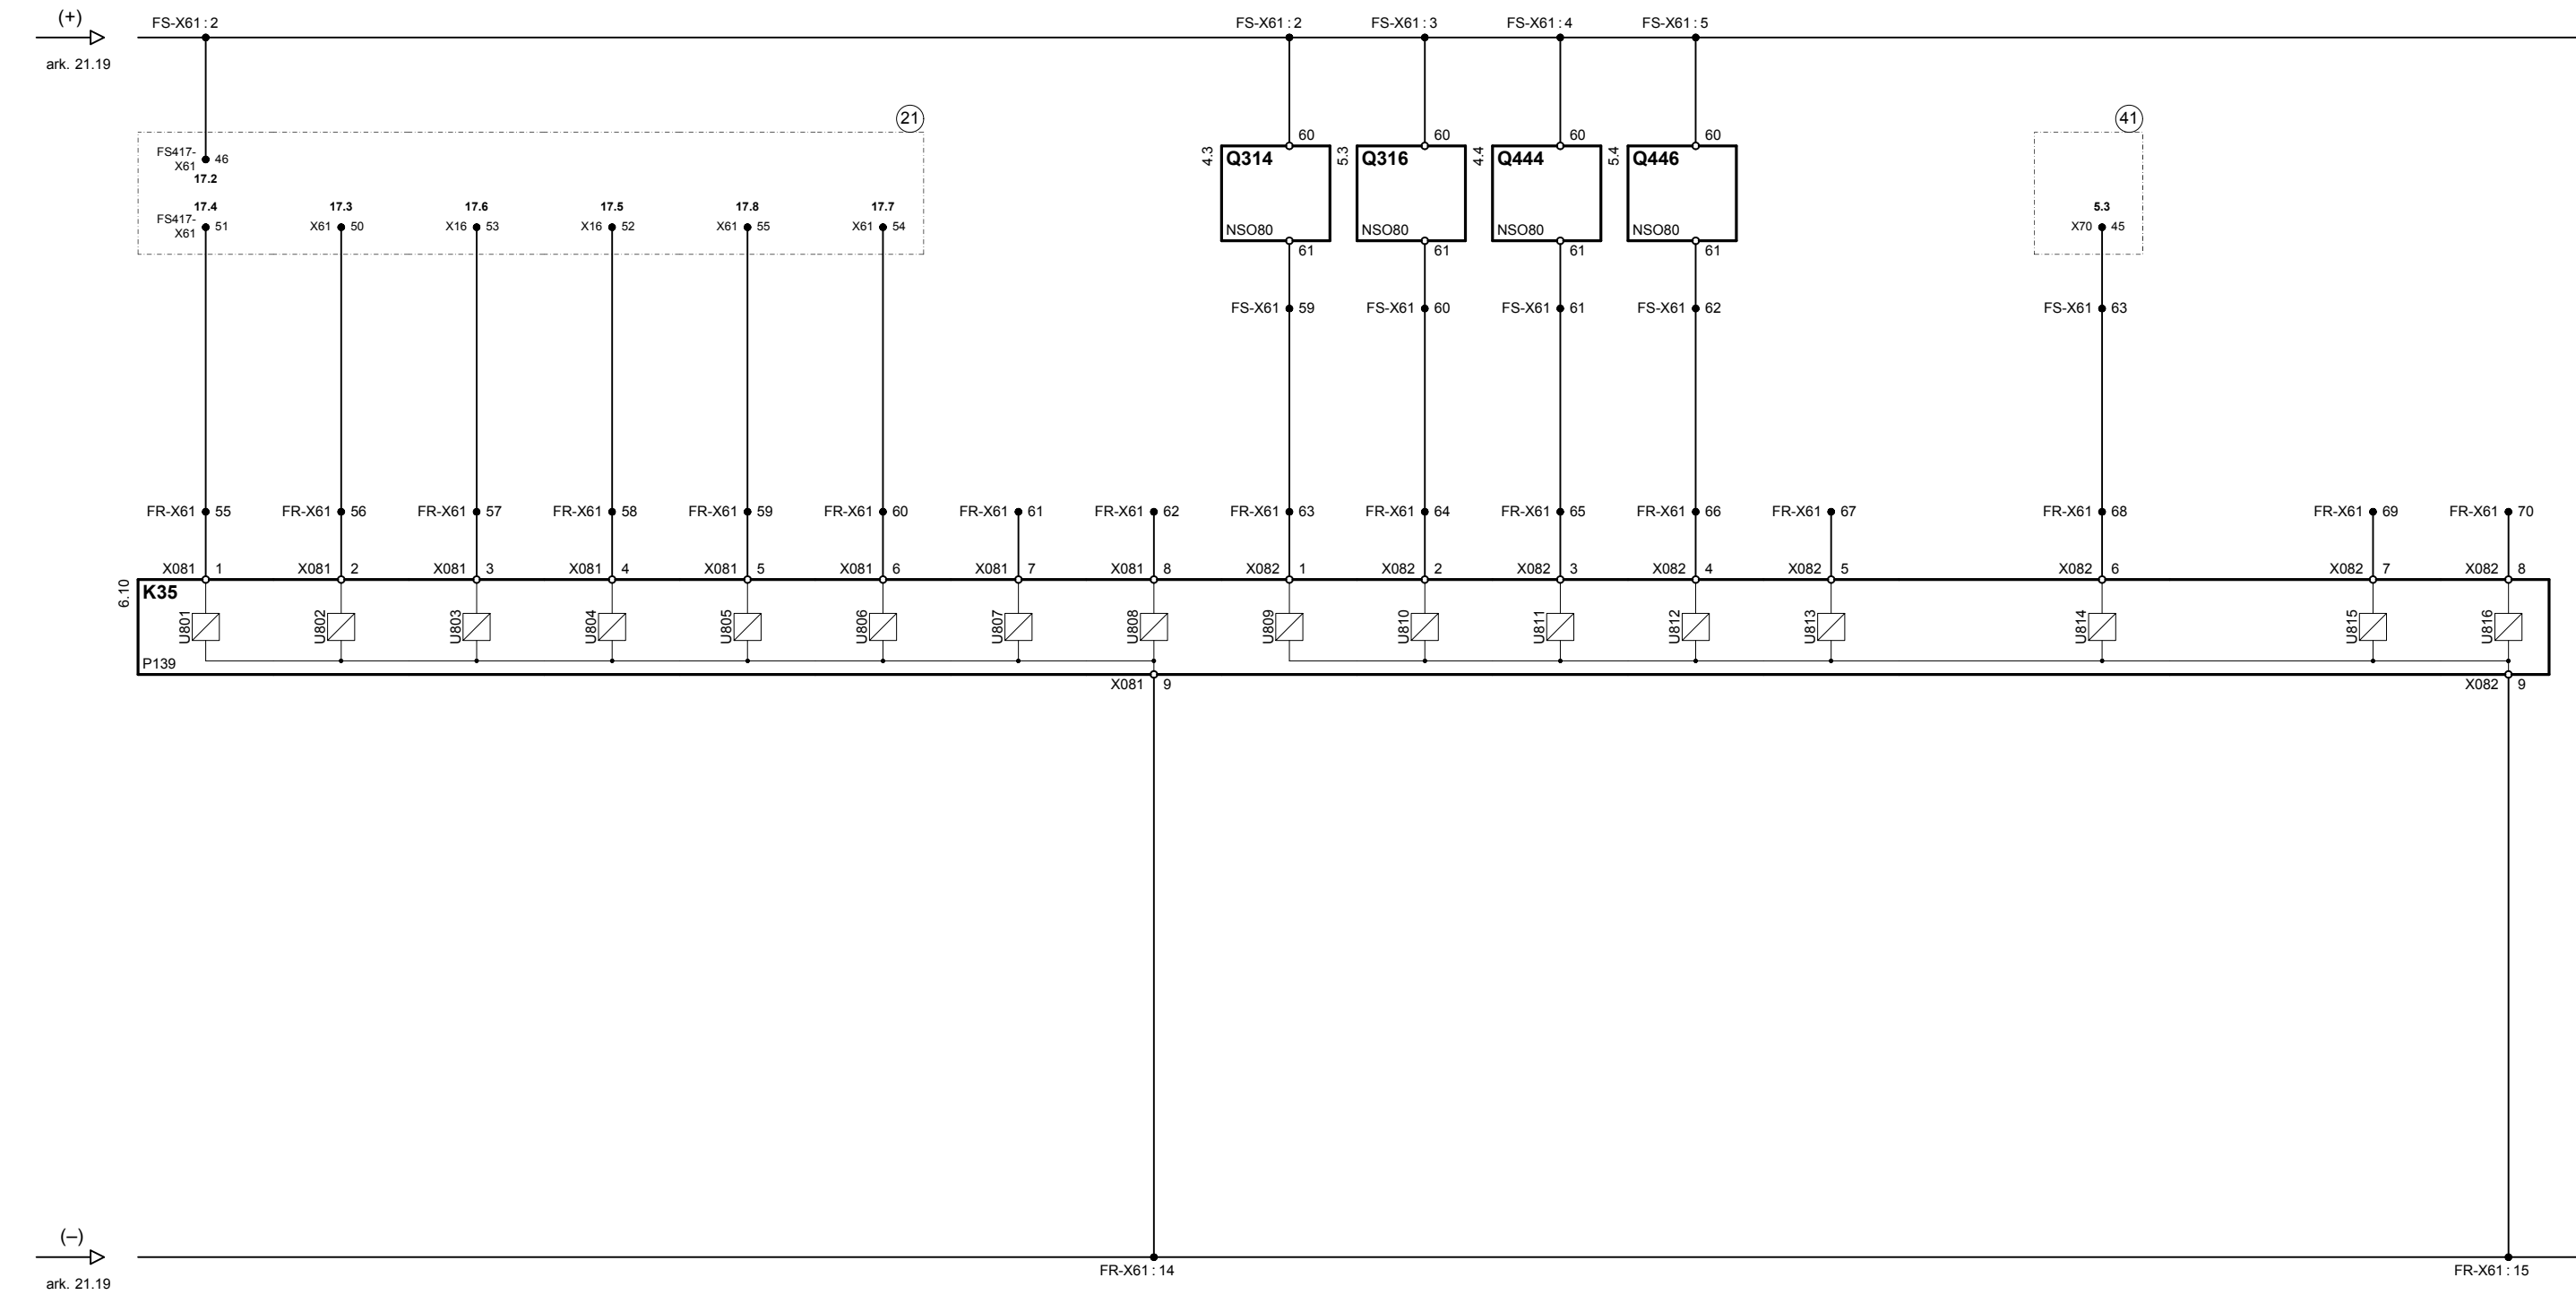 (+)
FS-X61:2 FS-X61:2 FS-X61:3 FS-X61:4 FS-X61:5
ark. 21.19
21 41
60 60 60 60
FS417-X61 46
17.2
4.3 Q314 5.3 Q316 4.4 Q444 5.4 Q446
17.4 17.3 17.6 17.5 17.8 17.7 5.3
FS417-X61 51 X61 50 X16 53 X16 52 X61 55 X61 54 X70 45
NSO80 NSO80 NSO80 NSO80
61 61 61 61
FS-X61 59 FS-X61 60 FS-X61 61 FS-X61 62 FS-X61 63
FR-X61 55 FR-X61 56 FR-X61 57 FR-X61 58 FR-X61 59 FR-X61 60 FR-X61 61 FR-X61 62 FR-X61 63 FR-X61 64 FR-X61 65 FR-X61 66 FR-X61 67 FR-X61 68 FR-X61 69 FR-X61 70
X081 1 X081 2 X081 3 X081 4 X081 5 X081 6 X081 7 X081 8 X082 1 X082 2 X082 3 X082 4 X082 5 X082 6 X082 7 X082 8
6.10 K35
U801 U802 U803 U804 U805 U806 U807 U808 U809 U810 U811 U812 U813 U814 U815 U816
P139
X081 9 X082 9
(–)
FR-X61:14 FR-X61:15
ark. 21.19